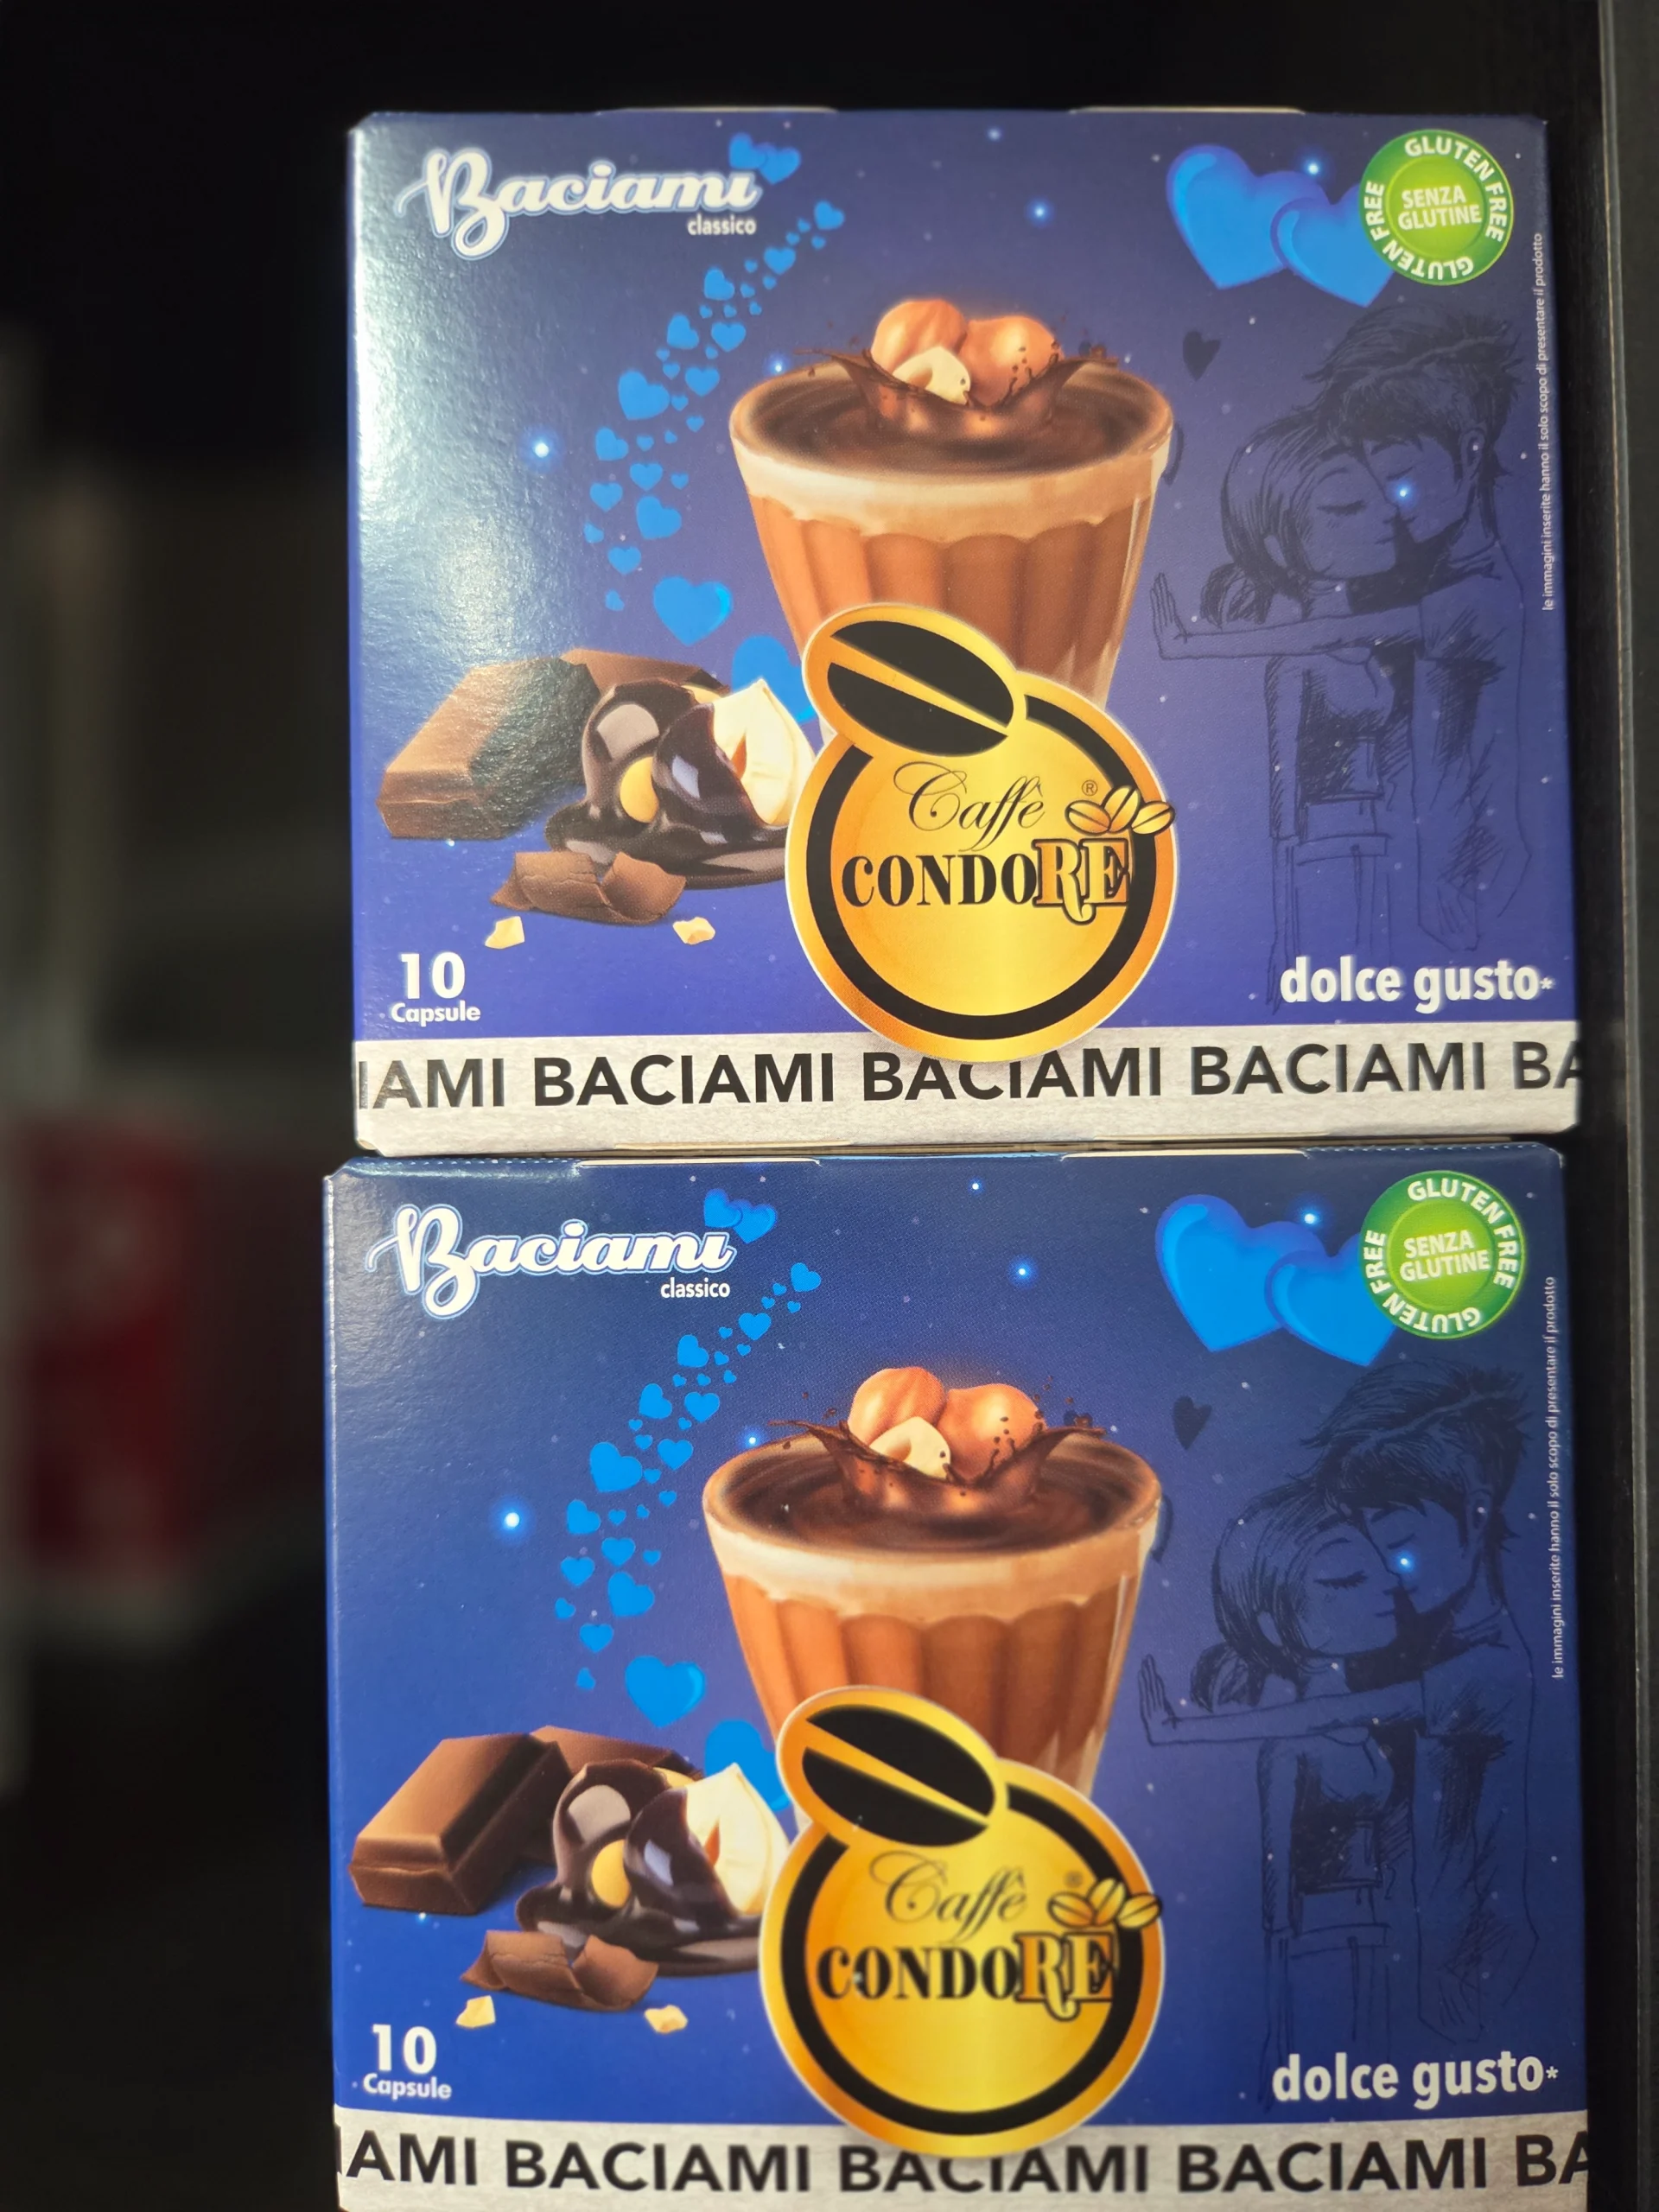 Baciami
classico
GLUTEN FREE
SENZA
GLUTINE
GLUTEN FREE
le immagini inserite hanno il solo scopo di presentare il prodotto
Caffè ®
CONDORE
10
Capsule
dolce gusto*
IAMI BACIAMI BACIAMI BACIAMI BA
Baciami
classico
GLUTEN FREE
SENZA
GLUTINE
GLUTEN FREE
le immagini inserite hanno il solo scopo di presentare il prodotto
Caffè ®
CONDORE
10
Capsule
dolce gusto*
IAMI BACIAMI BACIAMI BACIAMI BA